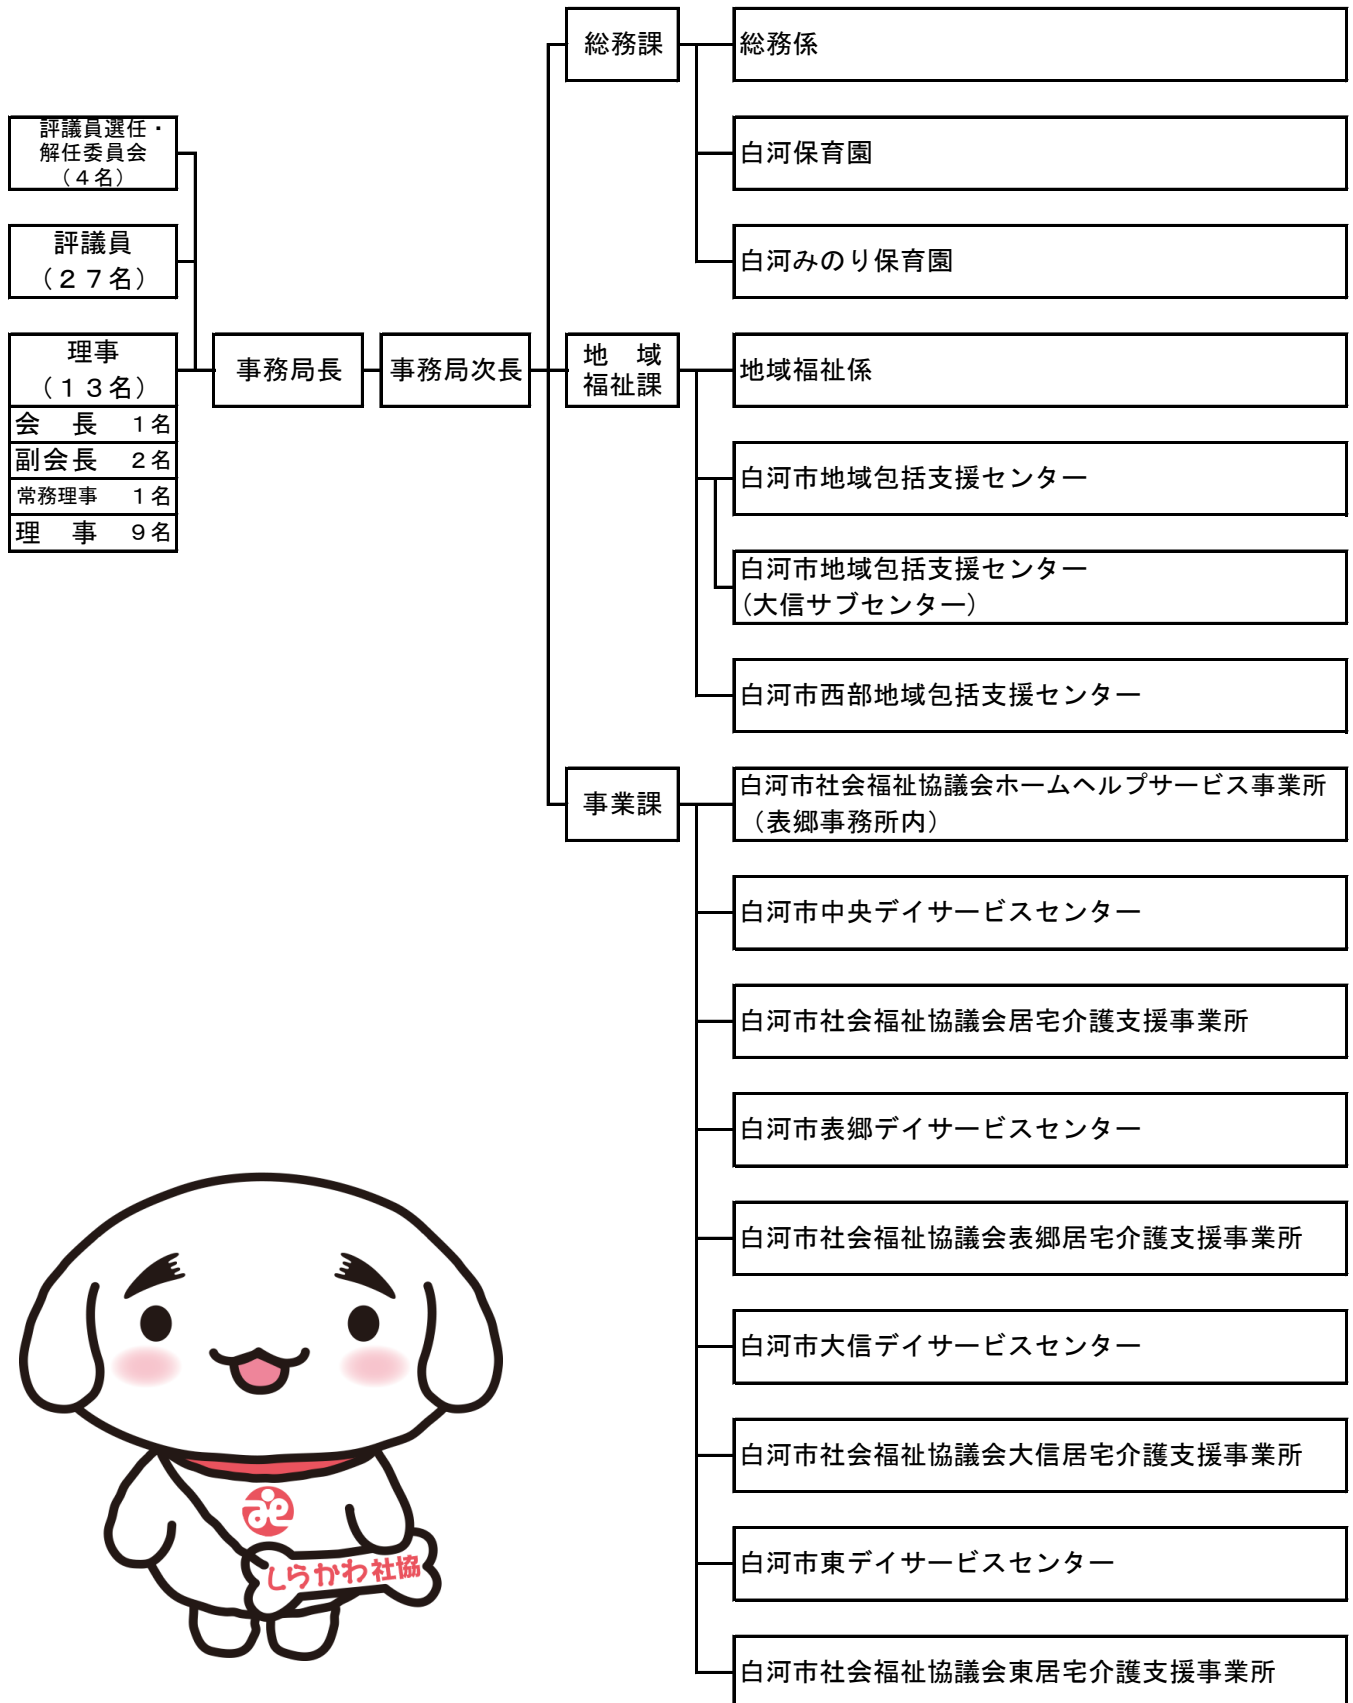 評議員選任・
解任委員会
（４名）
評議員
（２７名）
理事
（１３名）
会　長　１名
副会長　２名
常務理事　１名
理　事　９名
事務局長
事務局次長
総務課
総務係
白河保育園
白河みのり保育園
地　域
福祉課
地域福祉係
白河市地域包括支援センター
白河市地域包括支援センター
(大信サブセンター）
白河市西部地域包括支援センター
事業課
白河市社会福祉協議会ホームヘルプサービス事業所
（表郷事務所内）
白河市中央デイサービスセンター
白河市社会福祉協議会居宅介護支援事業所
白河市表郷デイサービスセンター
白河市社会福祉協議会表郷居宅介護支援事業所
白河市大信デイサービスセンター
白河市社会福祉協議会大信居宅介護支援事業所
白河市東デイサービスセンター
白河市社会福祉協議会東居宅介護支援事業所
しらかわ社協